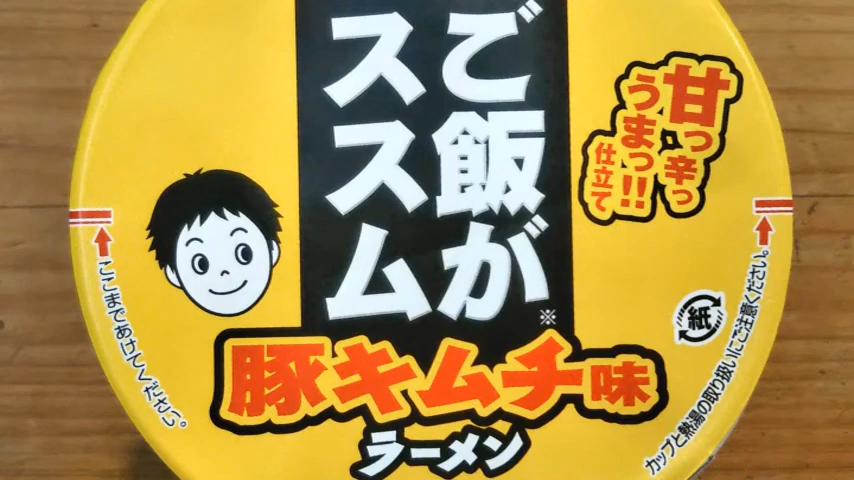 ご飯が
ススム
※
甘っ辛っ
うまっ!!
仕立て
豚キムチ味
ラーメン
ここまであけてください。
紙
カップと熱湯の取り扱いにご注意ください。